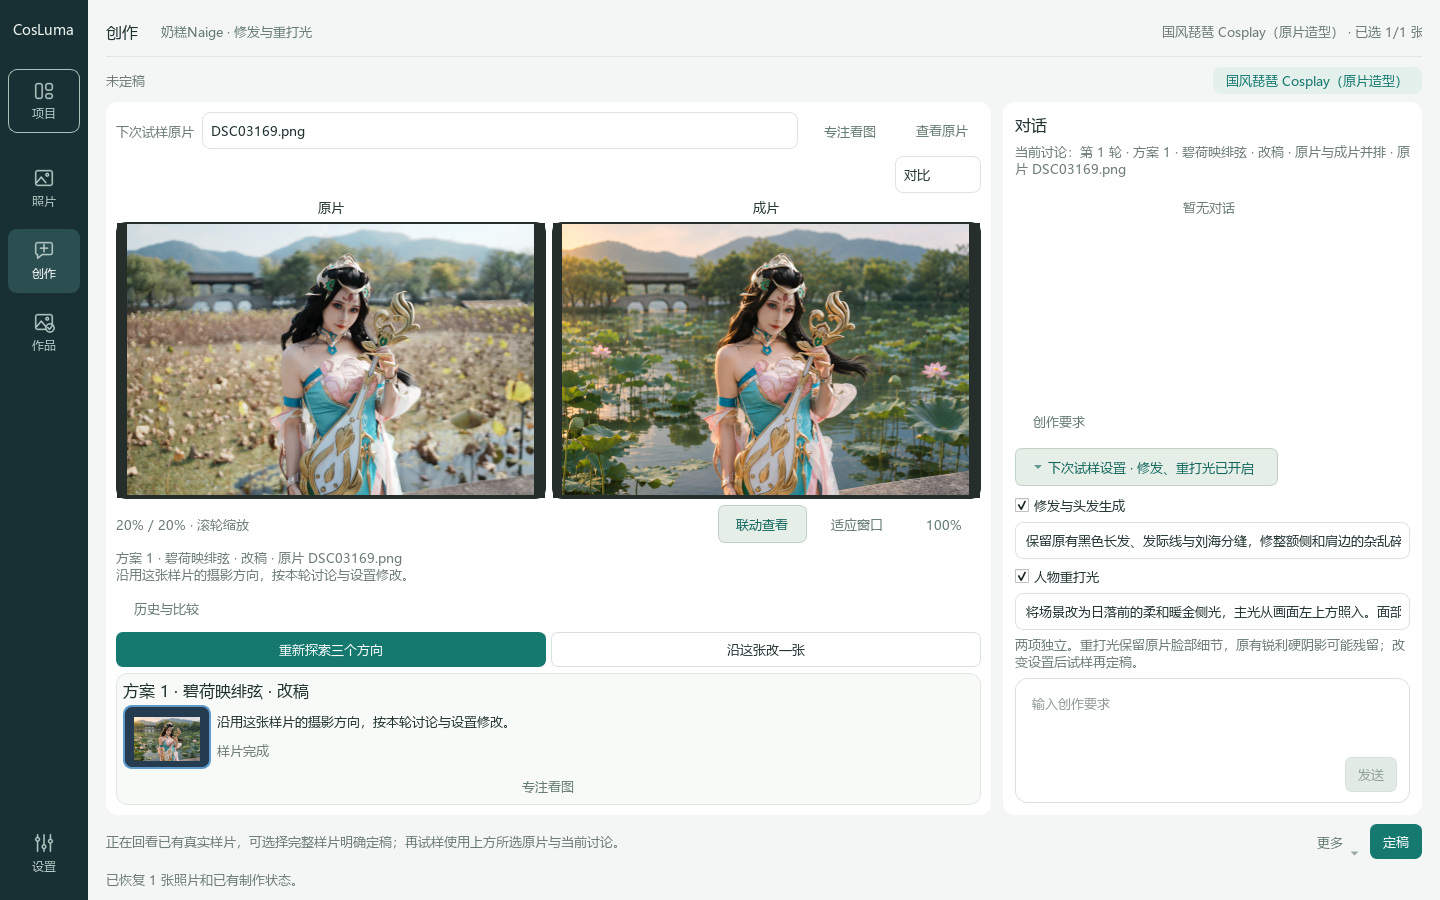 CosLuma
项目
照片
创作
作品
设置
创作
奶糕Naige · 修发与重打光
国风琵琶 Cosplay（原片造型） · 已选 1/1 张
未定稿
国风琵琶 Cosplay（原片造型）
下次试样原片
DSC03169.png
专注看图
查看原片
对比
原片
成片
20% / 20% · 滚轮缩放
联动查看
适应窗口
100%
方案 1 · 碧荷映绯弦 · 改稿 · 原片 DSC03169.png
沿用这张样片的摄影方向，按本轮讨论与设置修改。
历史与比较
重新探索三个方向
沿这张改一张
方案 1 · 碧荷映绯弦 · 改稿
沿用这张样片的摄影方向，按本轮讨论与设置修改。
样片完成
专注看图
对话
当前讨论：第 1 轮 · 方案 1 · 碧荷映绯弦 · 改稿 · 原片与成片并排 · 原
片 DSC03169.png
暂无对话
创作要求
下次试样设置 · 修发、重打光已开启
修发与头发生成
保留原有黑色长发、发际线与刘海分缝，修整额侧和肩边的杂乱碎
人物重打光
将场景改为日落前的柔和暖金侧光，主光从画面左上方照入。面部
两项独立。重打光保留原片脸部细节，原有锐利硬阴影可能残留；改
变设置后试样再定稿。
输入创作要求
发送
正在回看已有真实样片，可选择完整样片明确定稿；再试样使用上方所选原片与当前讨论。
更多
定稿
已恢复 1 张照片和已有制作状态。